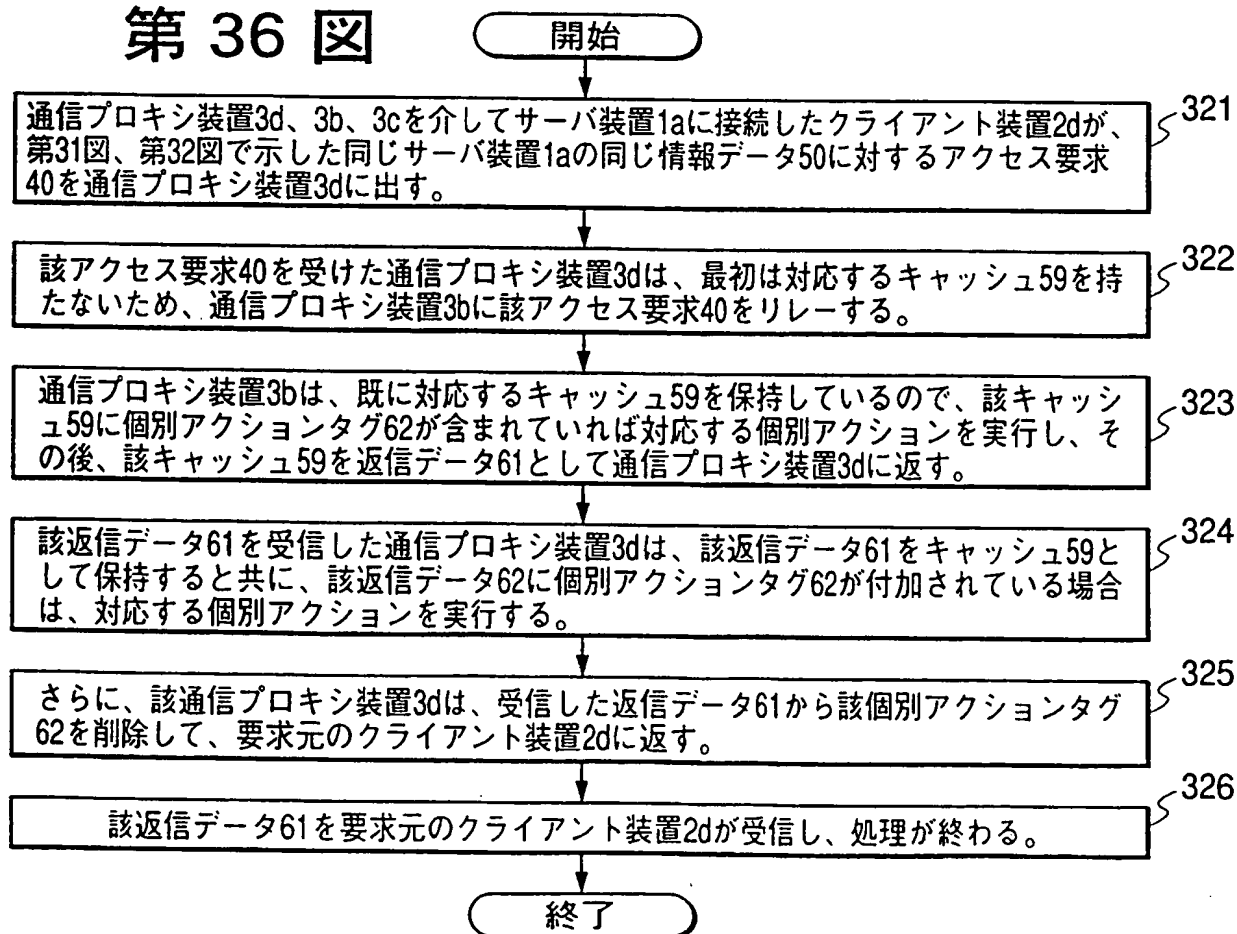 第 36 図
開始
通信プロキシ装置3d、3b、3cを介してサーバ装置1aに接続したクライアント装置2dが、
第31図、第32図で示した同じサーバ装置1aの同じ情報データ50に対するアクセス要求
40を通信プロキシ装置3dに出す。
321
該アクセス要求40を受けた通信プロキシ装置3dは、最初は対応するキャッシュ59を持
たないため、通信プロキシ装置3bに該アクセス要求40をリレーする。
322
通信プロキシ装置3bは、既に対応するキャッシュ59を保持しているので、該キャッシ
ュ59に個別アクションタグ62が含まれていれば対応する個別アクションを実行し、そ
の後、該キャッシュ59を返信データ61として通信プロキシ装置3dに返す。
323
該返信データ61を受信した通信プロキシ装置3dは、該返信データ61をキャッシュ59と
して保持すると共に、該返信データ62に個別アクションタグ62が付加されている場合
は、対応する個別アクションを実行する。
324
さらに、該通信プロキシ装置3dは、受信した返信データ61から該個別アクションタグ
62を削除して、要求元のクライアント装置2dに返す。
325
該返信データ61を要求元のクライアント装置2dが受信し、処理が終わる。
326
終了